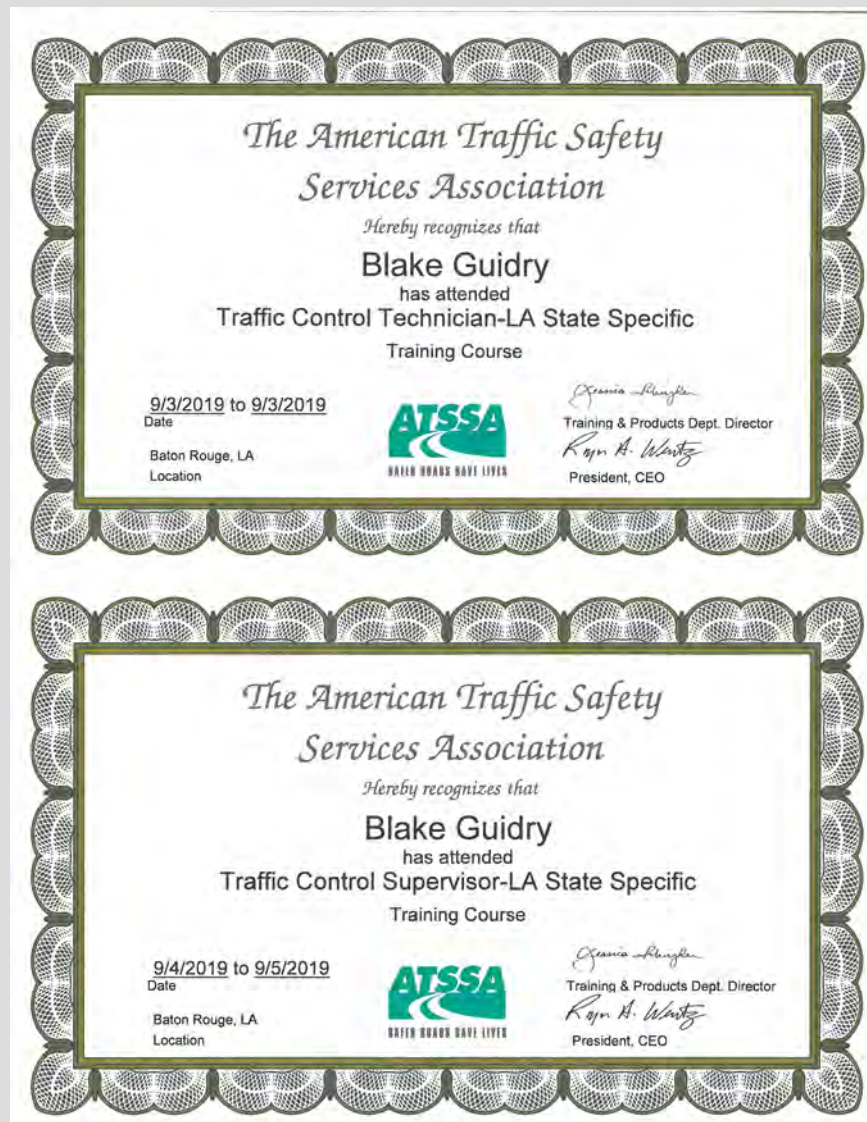 The American Traffic Safety
Services Association
Hereby recognizes that
Blake Guidry
has attended
Traffic Control Technician-LA State Specific
Training Course
9/3/2019 to 9/3/2019
Date
Baton Rouge, LA
Location
ATSSA
SAFER ROADS SAVE LIVES
Training & Products Dept. Director
President, CEO
The American Traffic Safety
Services Association
Hereby recognizes that
Blake Guidry
has attended
Traffic Control Supervisor-LA State Specific
Training Course
9/4/2019 to 9/5/2019
Date
Baton Rouge, LA
Location
ATSSA
SAFER ROADS SAVE LIVES
Training & Products Dept. Director
President, CEO